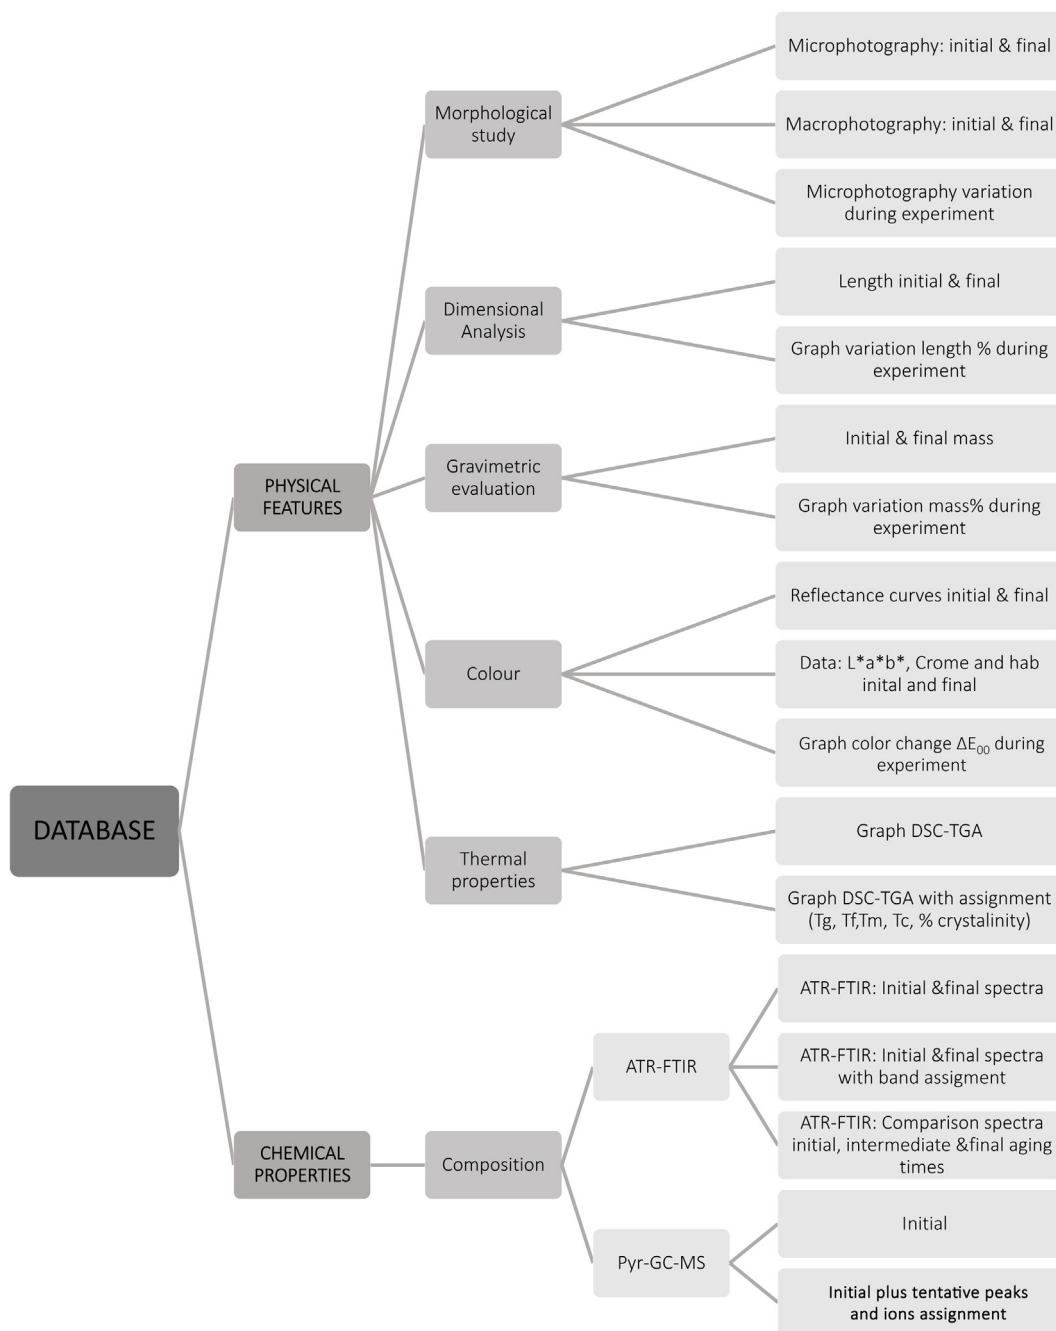 DATABASE
PHYSICAL
FEATURES
Morphological
study
Microphotography: initial & final
Macrophotography: initial & final
Microphotography variation
during experiment
Dimensional
Analysis
Length initial & final
Graph variation length % during
experiment
Gravimetric
evaluation
Initial & final mass
Graph variation mass% during
experiment
Colour
Reflectance curves initial & final
Data: L*a*b*, Crome and hab
inital and final
Graph color change ΔE₀₀ during
experiment
Thermal
properties
Graph DSC-TGA
Graph DSC-TGA with assignment
(Tg, Tf,Tm, Tc, % crystalinity)
CHEMICAL
PROPERTIES
Composition
ATR-FTIR
ATR-FTIR: Initial &final spectra
ATR-FTIR: Initial &final spectra
with band assigment
ATR-FTIR: Comparison spectra
initial, intermediate &final aging
times
Pyr-GC-MS
Initial
Initial plus tentative peaks
and ions assignment